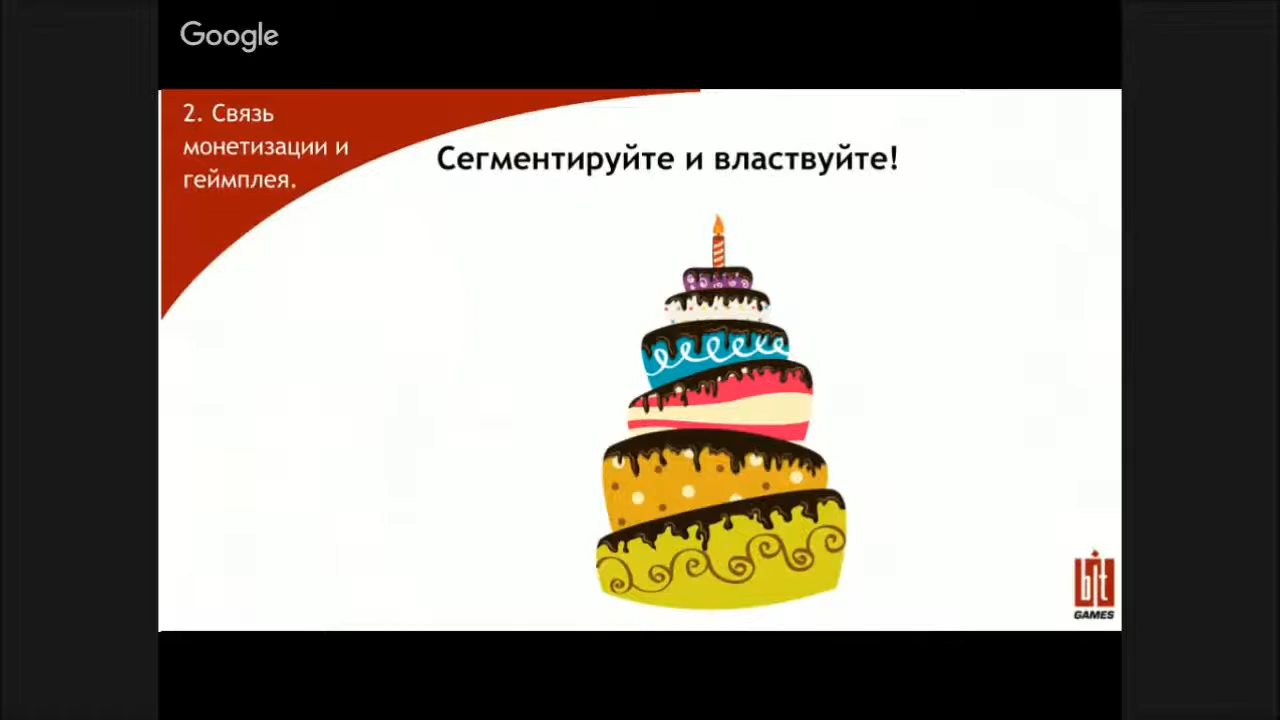 Google
2. Связь
монетизации и
геймплея.
Сегментируйте и властвуйте!
bit
GAMES